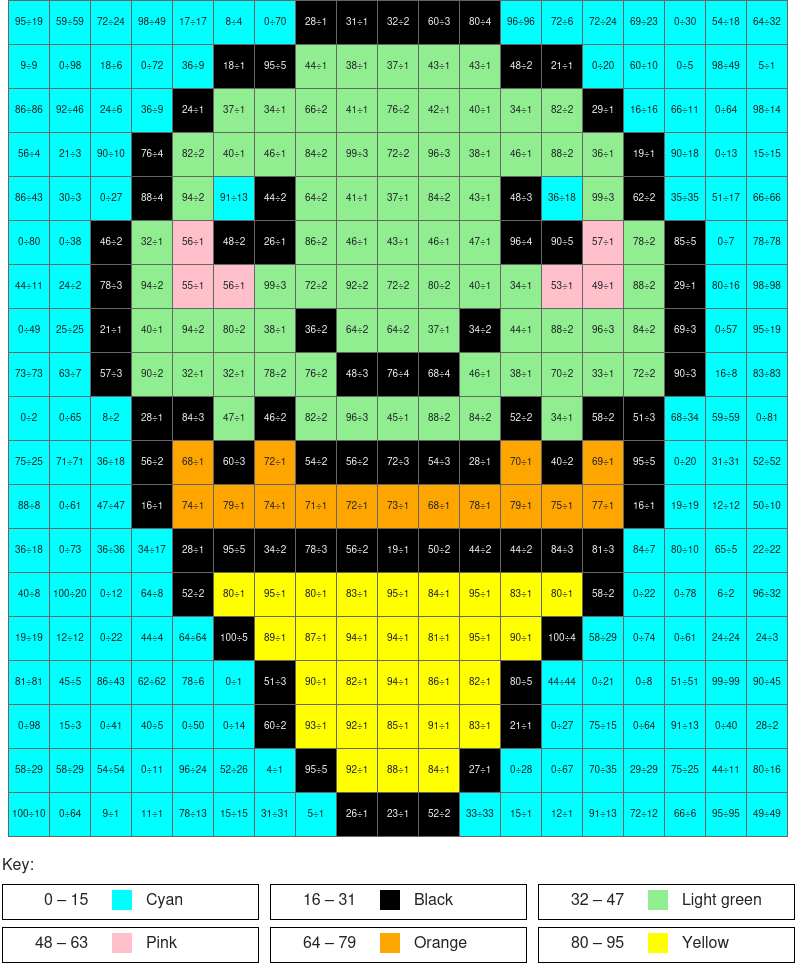 95÷19 59÷59 72÷24 98÷49 17÷17 8÷4 0÷70 28÷1 31÷1 32÷2 60÷3 80÷4 96÷96 72÷6 72÷24 69÷23 0÷30 54÷18 64÷32
9÷9 0÷98 18÷6 0÷72 36÷9 18÷1 95÷5 44÷1 38÷1 37÷1 43÷1 43÷1 48÷2 21÷1 0÷20 60÷10 0÷5 98÷49 5÷1
86÷86 92÷46 24÷6 36÷9 24÷1 37÷1 34÷1 66÷2 41÷1 76÷2 42÷1 40÷1 34÷1 82÷2 29÷1 16÷16 66÷11 0÷64 98÷14
56÷4 21÷3 90÷10 76÷4 82÷2 40÷1 46÷1 84÷2 99÷3 72÷2 96÷3 38÷1 46÷1 88÷2 36÷1 19÷1 90÷18 0÷13 15÷15
86÷43 30÷3 0÷27 88÷4 94÷2 91÷13 44÷2 64÷2 41÷1 37÷1 84÷2 43÷1 48÷3 36÷18 99÷3 62÷2 35÷35 51÷17 66÷66
0÷80 0÷38 46÷2 32÷1 56÷1 48÷2 26÷1 86÷2 46÷1 43÷1 46÷1 47÷1 96÷4 90÷5 57÷1 78÷2 85÷5 0÷7 78÷78
44÷11 24÷2 78÷3 94÷2 55÷1 56÷1 99÷3 72÷2 92÷2 72÷2 80÷2 40÷1 34÷1 53÷1 49÷1 88÷2 29÷1 80÷16 98÷98
0÷49 25÷25 21÷1 40÷1 94÷2 80÷2 38÷1 36÷2 64÷2 64÷2 37÷1 34÷2 44÷1 88÷2 96÷3 84÷2 69÷3 0÷57 95÷19
73÷73 63÷7 57÷3 90÷2 32÷1 32÷1 78÷2 76÷2 48÷3 76÷4 68÷4 46÷1 38÷1 70÷2 33÷1 72÷2 90÷3 16÷8 83÷83
0÷2 0÷65 8÷2 28÷1 84÷3 47÷1 46÷2 82÷2 96÷3 45÷1 88÷2 84÷2 52÷2 34÷1 58÷2 51÷3 68÷34 59÷59 0÷81
75÷25 71÷71 36÷18 56÷2 68÷1 60÷3 72÷1 54÷2 56÷2 72÷3 54÷3 28÷1 70÷1 40÷2 69÷1 95÷5 0÷20 31÷31 52÷52
88÷8 0÷61 47÷47 16÷1 74÷1 79÷1 74÷1 71÷1 72÷1 73÷1 68÷1 78÷1 79÷1 75÷1 77÷1 16÷1 19÷19 12÷12 50÷10
36÷18 0÷73 36÷36 34÷17 28÷1 95÷5 34÷2 78÷3 56÷2 19÷1 50÷2 44÷2 44÷2 84÷3 81÷3 84÷7 80÷10 65÷5 22÷22
40÷8 100÷20 0÷12 64÷8 52÷2 80÷1 95÷1 80÷1 83÷1 95÷1 84÷1 95÷1 83÷1 80÷1 58÷2 0÷22 0÷78 6÷2 96÷32
19÷19 12÷12 0÷22 44÷4 64÷64 100÷5 89÷1 87÷1 94÷1 94÷1 81÷1 95÷1 90÷1 100÷4 58÷29 0÷74 0÷61 24÷24 24÷3
81÷81 45÷5 86÷43 62÷62 78÷6 0÷1 51÷3 90÷1 82÷1 94÷1 86÷1 82÷1 80÷5 44÷44 0÷21 0÷8 51÷51 99÷99 90÷45
0÷98 15÷3 0÷41 40÷5 0÷50 0÷14 60÷2 93÷1 92÷1 85÷1 91÷1 83÷1 21÷1 0÷27 75÷15 0÷64 91÷13 0÷40 28÷2
58÷29 58÷29 54÷54 0÷11 96÷24 52÷26 4÷1 95÷5 92÷1 88÷1 84÷1 27÷1 0÷28 0÷67 70÷35 29÷29 75÷25 44÷11 80÷16
100÷10 0÷64 9÷1 11÷1 78÷13 15÷15 31÷31 5÷1 26÷1 23÷1 52÷2 33÷33 15÷1 12÷1 91÷13 72÷12 66÷6 95÷95 49÷49
Key:
0 – 15 Cyan 16 – 31 Black 32 – 47 Light green
48 – 63 Pink 64 – 79 Orange 80 – 95 Yellow